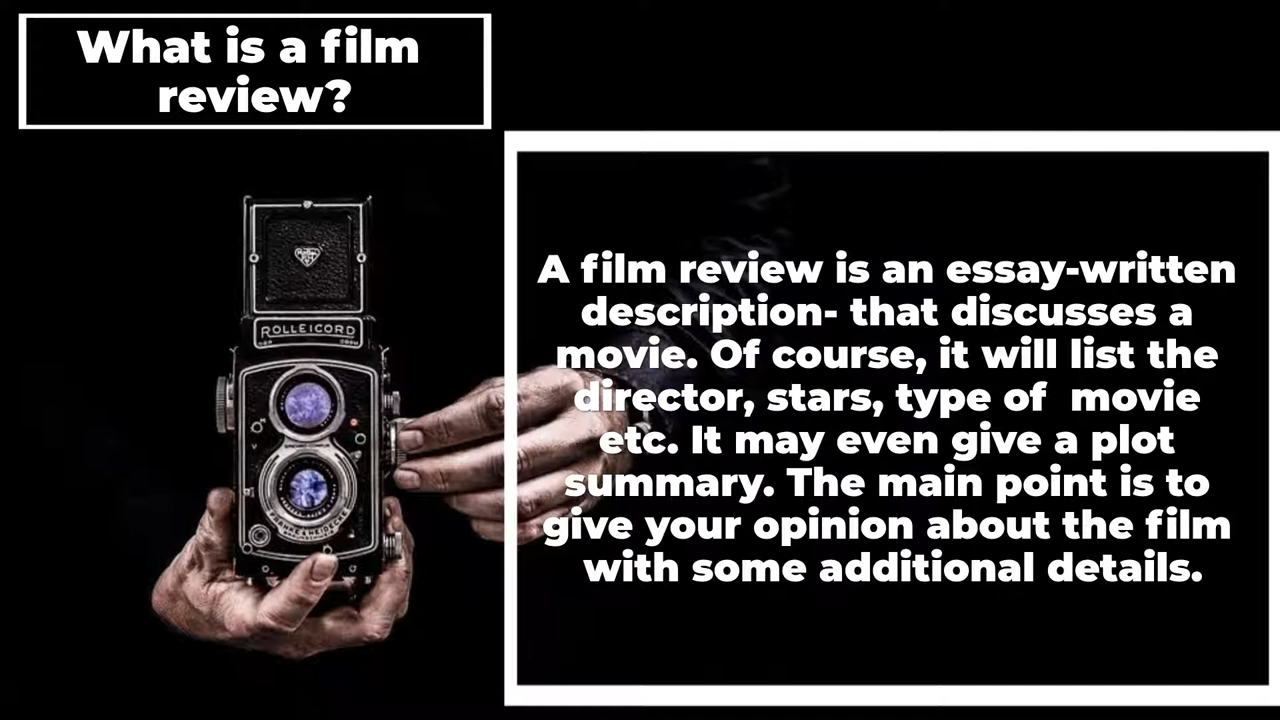 What is a film
review?
ROLLEICORD
A film review is an essay-written
description- that discusses a
movie. Of course, it will list the
director, stars, type of  movie
etc. It may even give a plot
summary. The main point is to
give your opinion about the film
with some additional details.